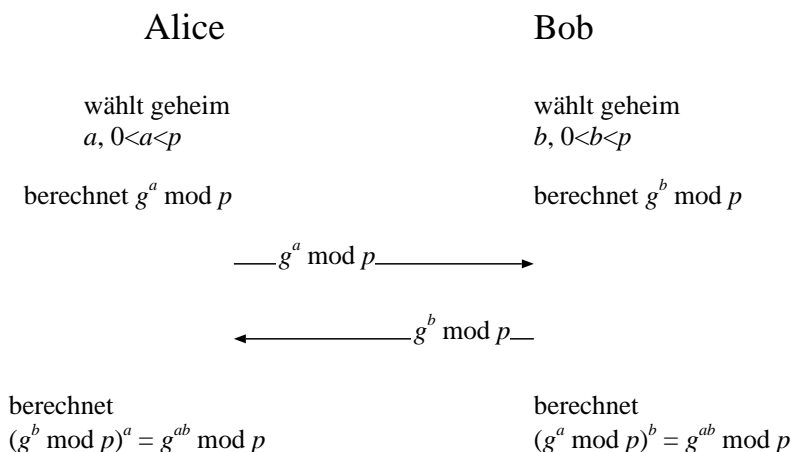 Alice Bob
wählt geheim wählt geheim
a, 0<a<p b, 0<b<p
berechnet g^a mod p berechnet g^b mod p
g^a mod p
g^b mod p
berechnet berechnet
(g^b mod p)^a = g^ab mod p (g^a mod p)^b = g^ab mod p